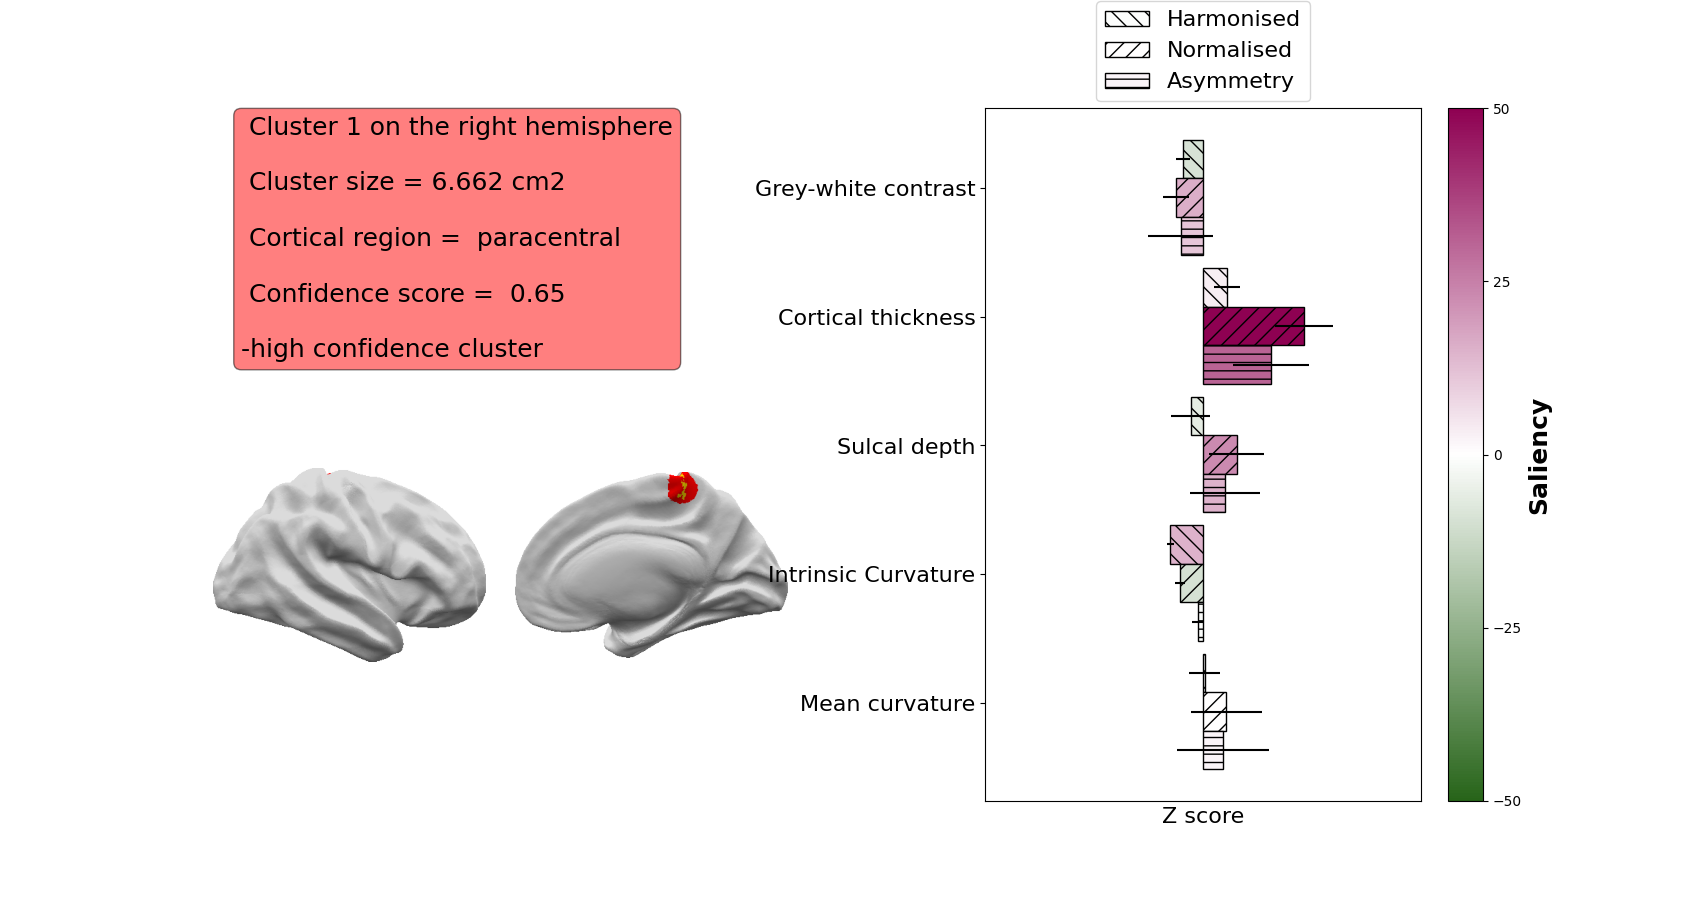 Harmonised
Normalised
Asymmetry
Cluster 1 on the right hemisphere
Cluster size = 6.662 cm2
Cortical region =  paracentral
Confidence score =  0.65
-high confidence cluster
Grey-white contrast
Cortical thickness
Sulcal depth
Intrinsic Curvature
Mean curvature
Z score
50
25
0
−25
−50
Saliency